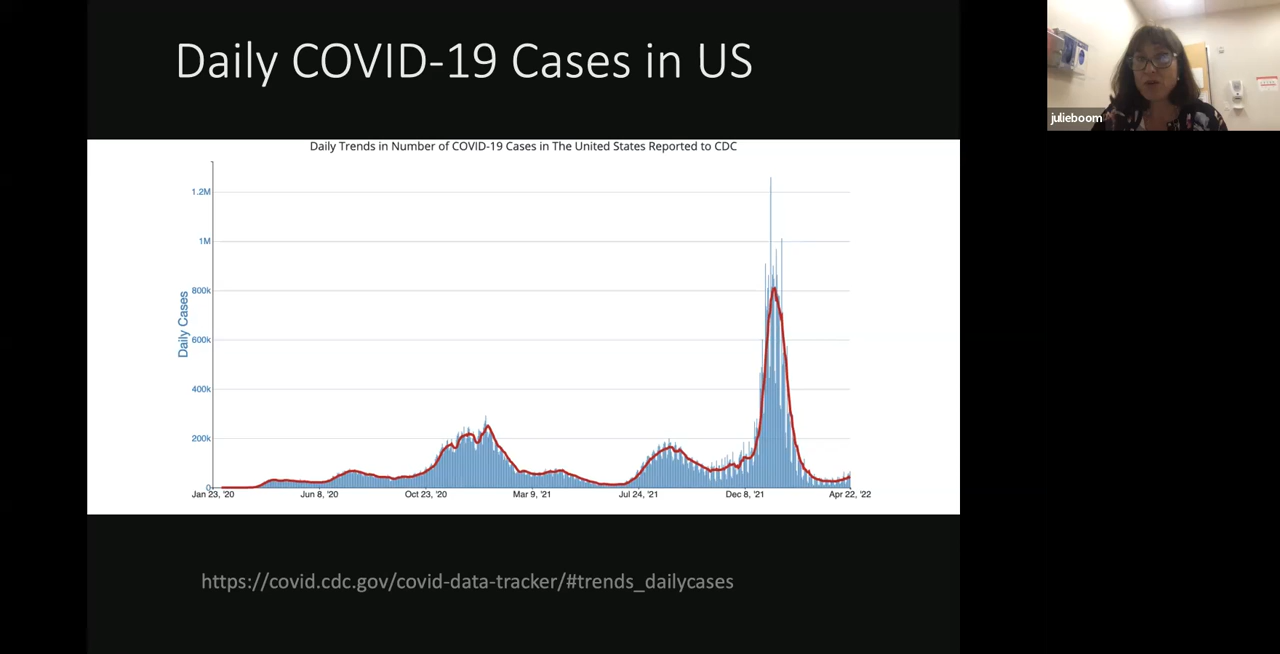 Daily COVID-19 Cases in US
julieboom
Daily Trends in Number of COVID-19 Cases in The United States Reported to CDC
Daily Cases
1.2M
1M
800k
600k
400k
200k
0
Jan 23, '20 Jun 8, '20 Oct 23, '20 Mar 9, '21 Jul 24, '21 Dec 8, '21 Apr 22, '22
https://covid.cdc.gov/covid-data-tracker/#trends_dailycases